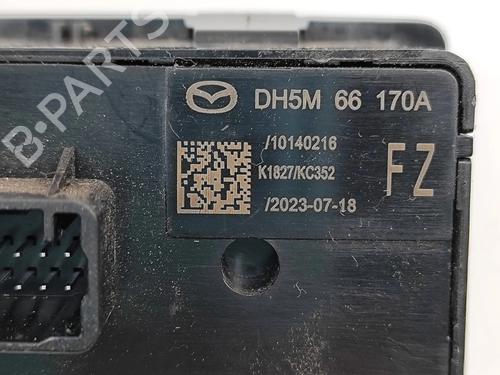 B-PARTS
DH5M 66 170A
/10140216
K1827/KC352
FZ
/2023-07-18